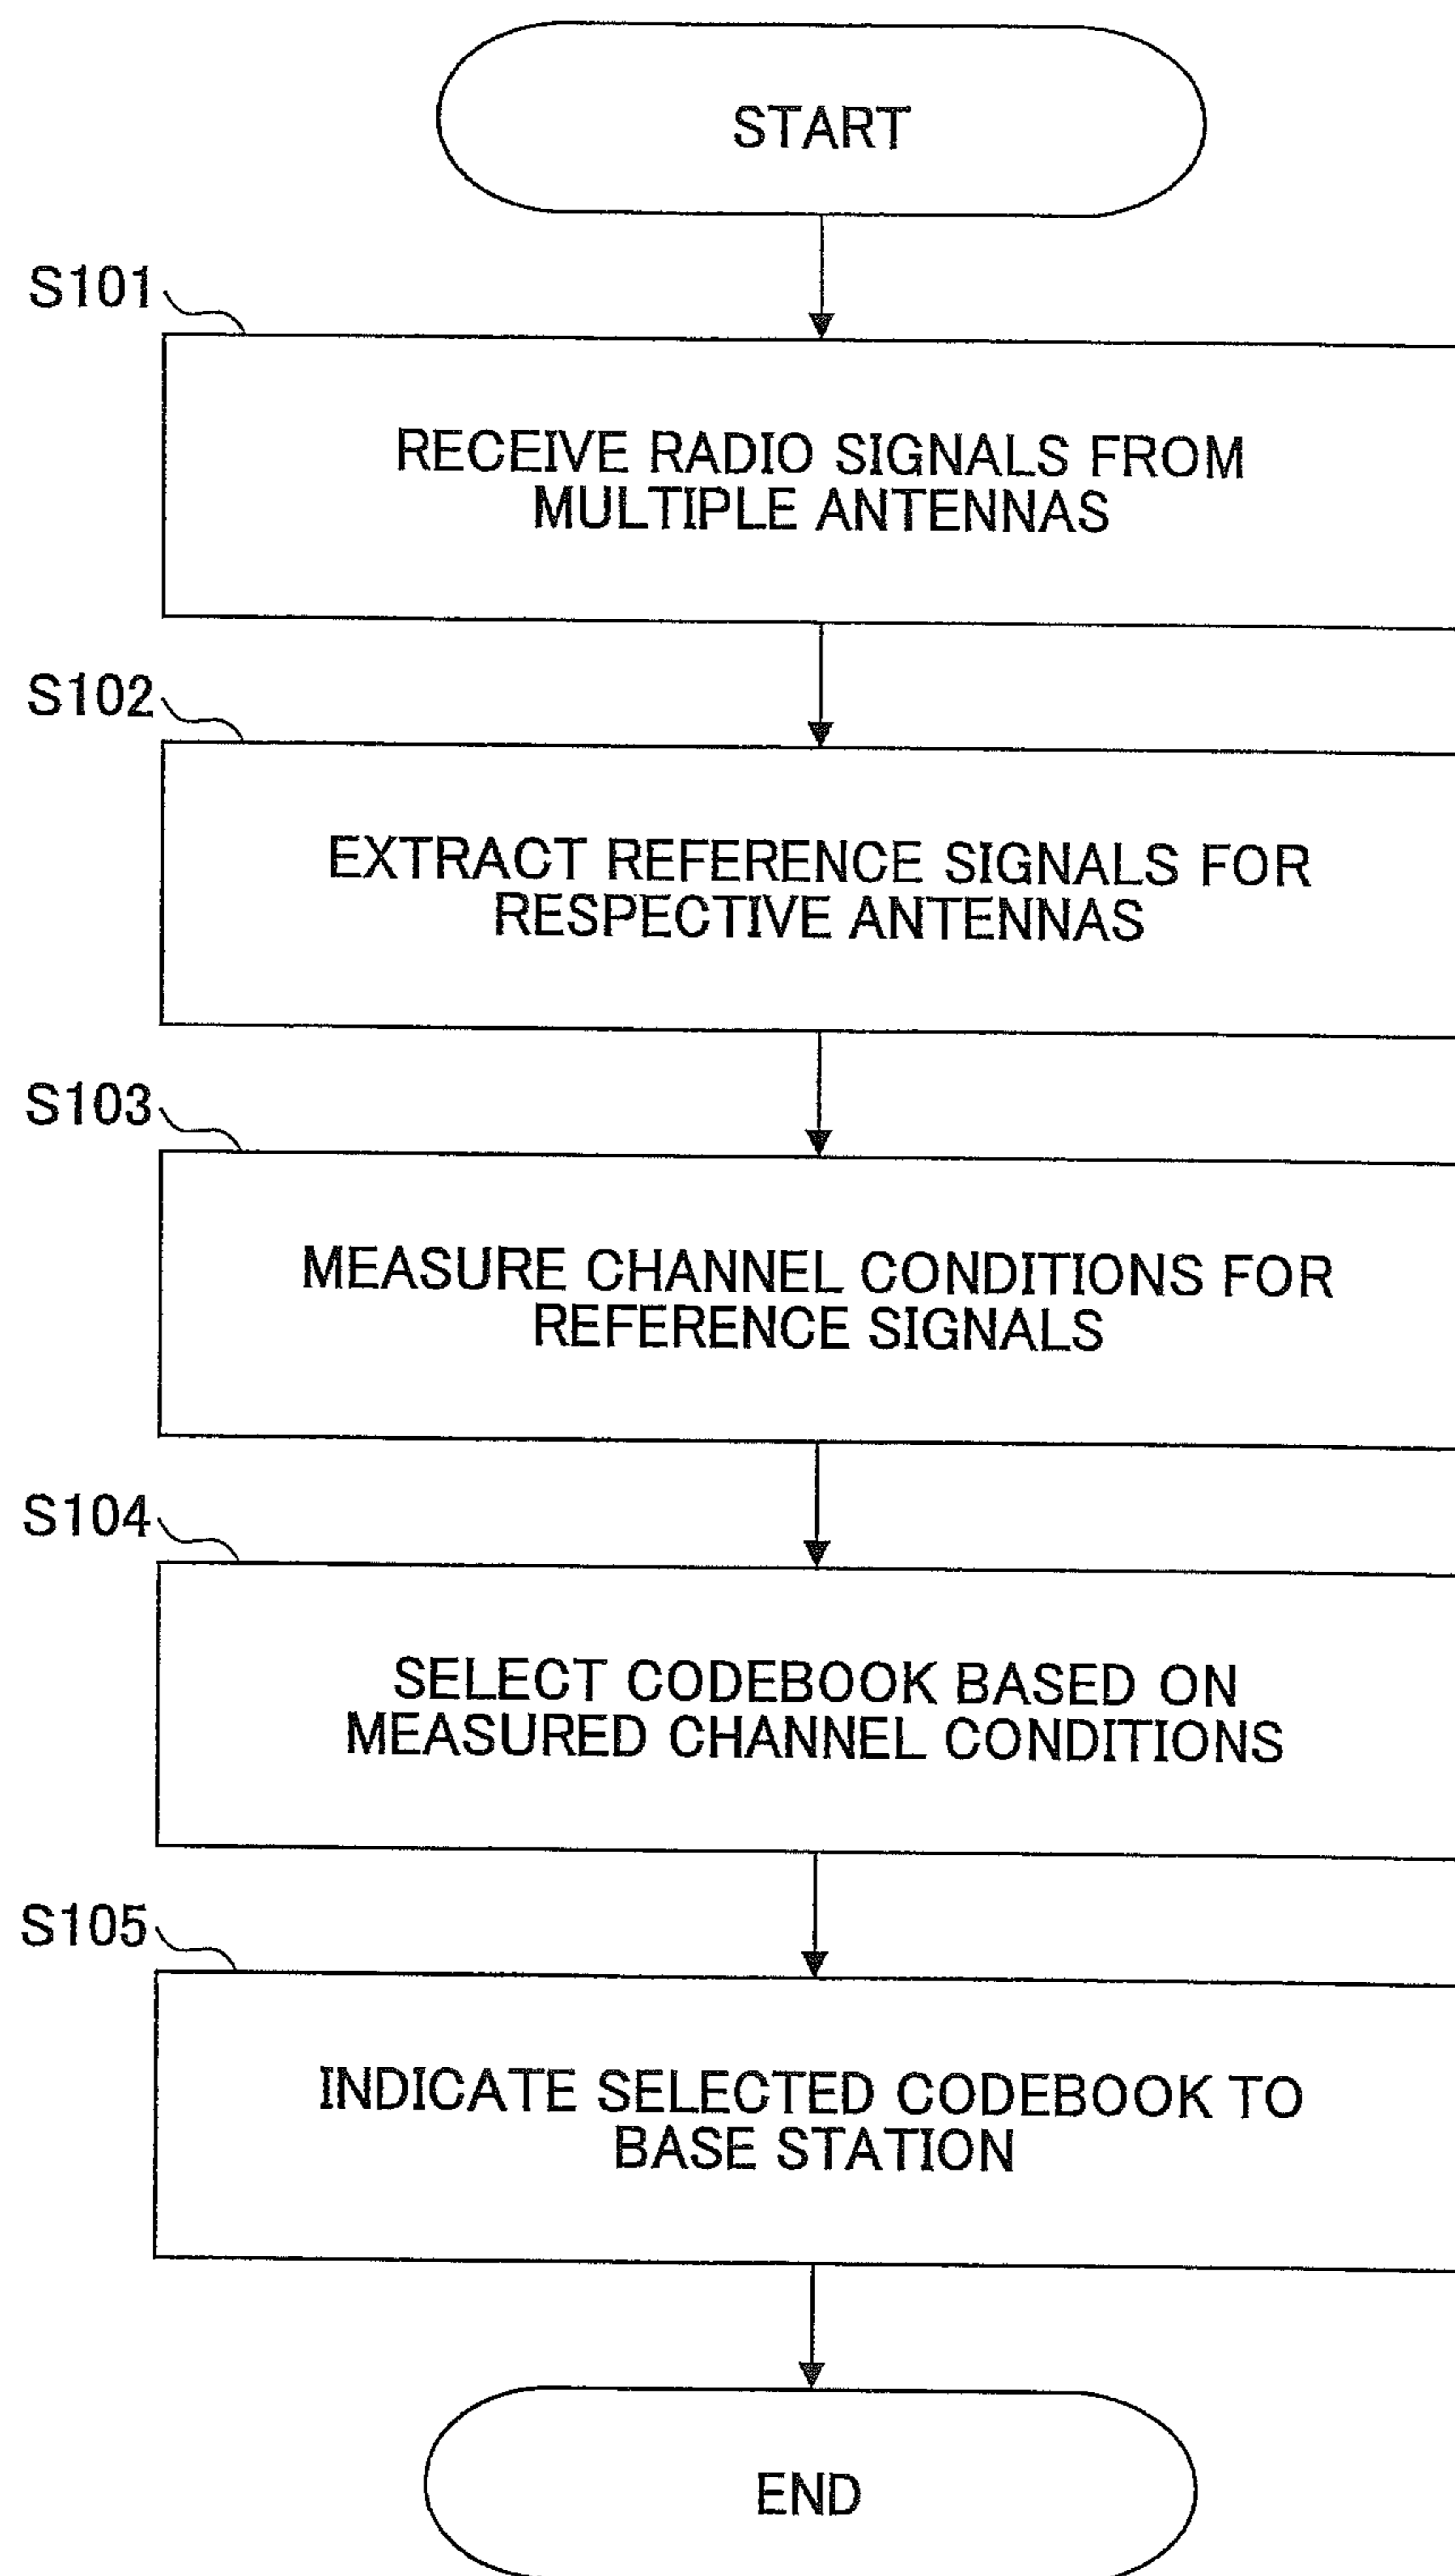 START
S101
RECEIVE RADIO SIGNALS FROM
MULTIPLE ANTENNAS
S102
EXTRACT REFERENCE SIGNALS FOR
RESPECTIVE ANTENNAS
S103
MEASURE CHANNEL CONDITIONS FOR
REFERENCE SIGNALS
S104
SELECT CODEBOOK BASED ON
MEASURED CHANNEL CONDITIONS
S105
INDICATE SELECTED CODEBOOK TO
BASE STATION
END